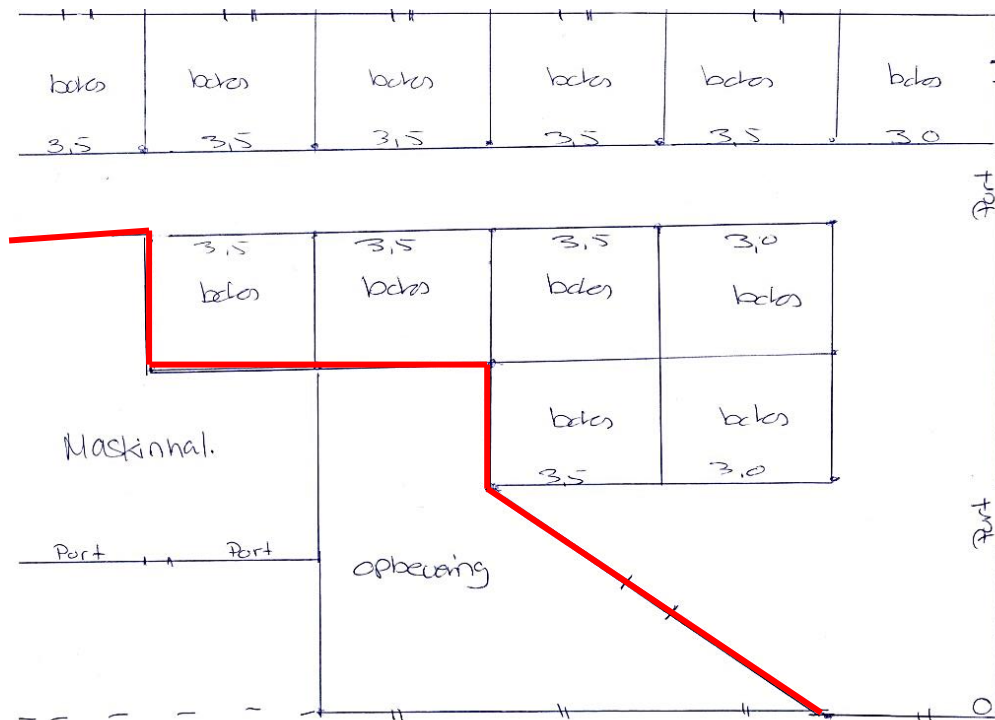 bokos bokos bokos bokos bokos bokos
3,5 3,5 3,5 3,5 3,5 3,0
Port
3,5 3,5 3,5 3,0
bokos bokos bokos bokos
bokos bokos
Maskinhal.
3,5 3,0
Port
Port Port
opbevaring